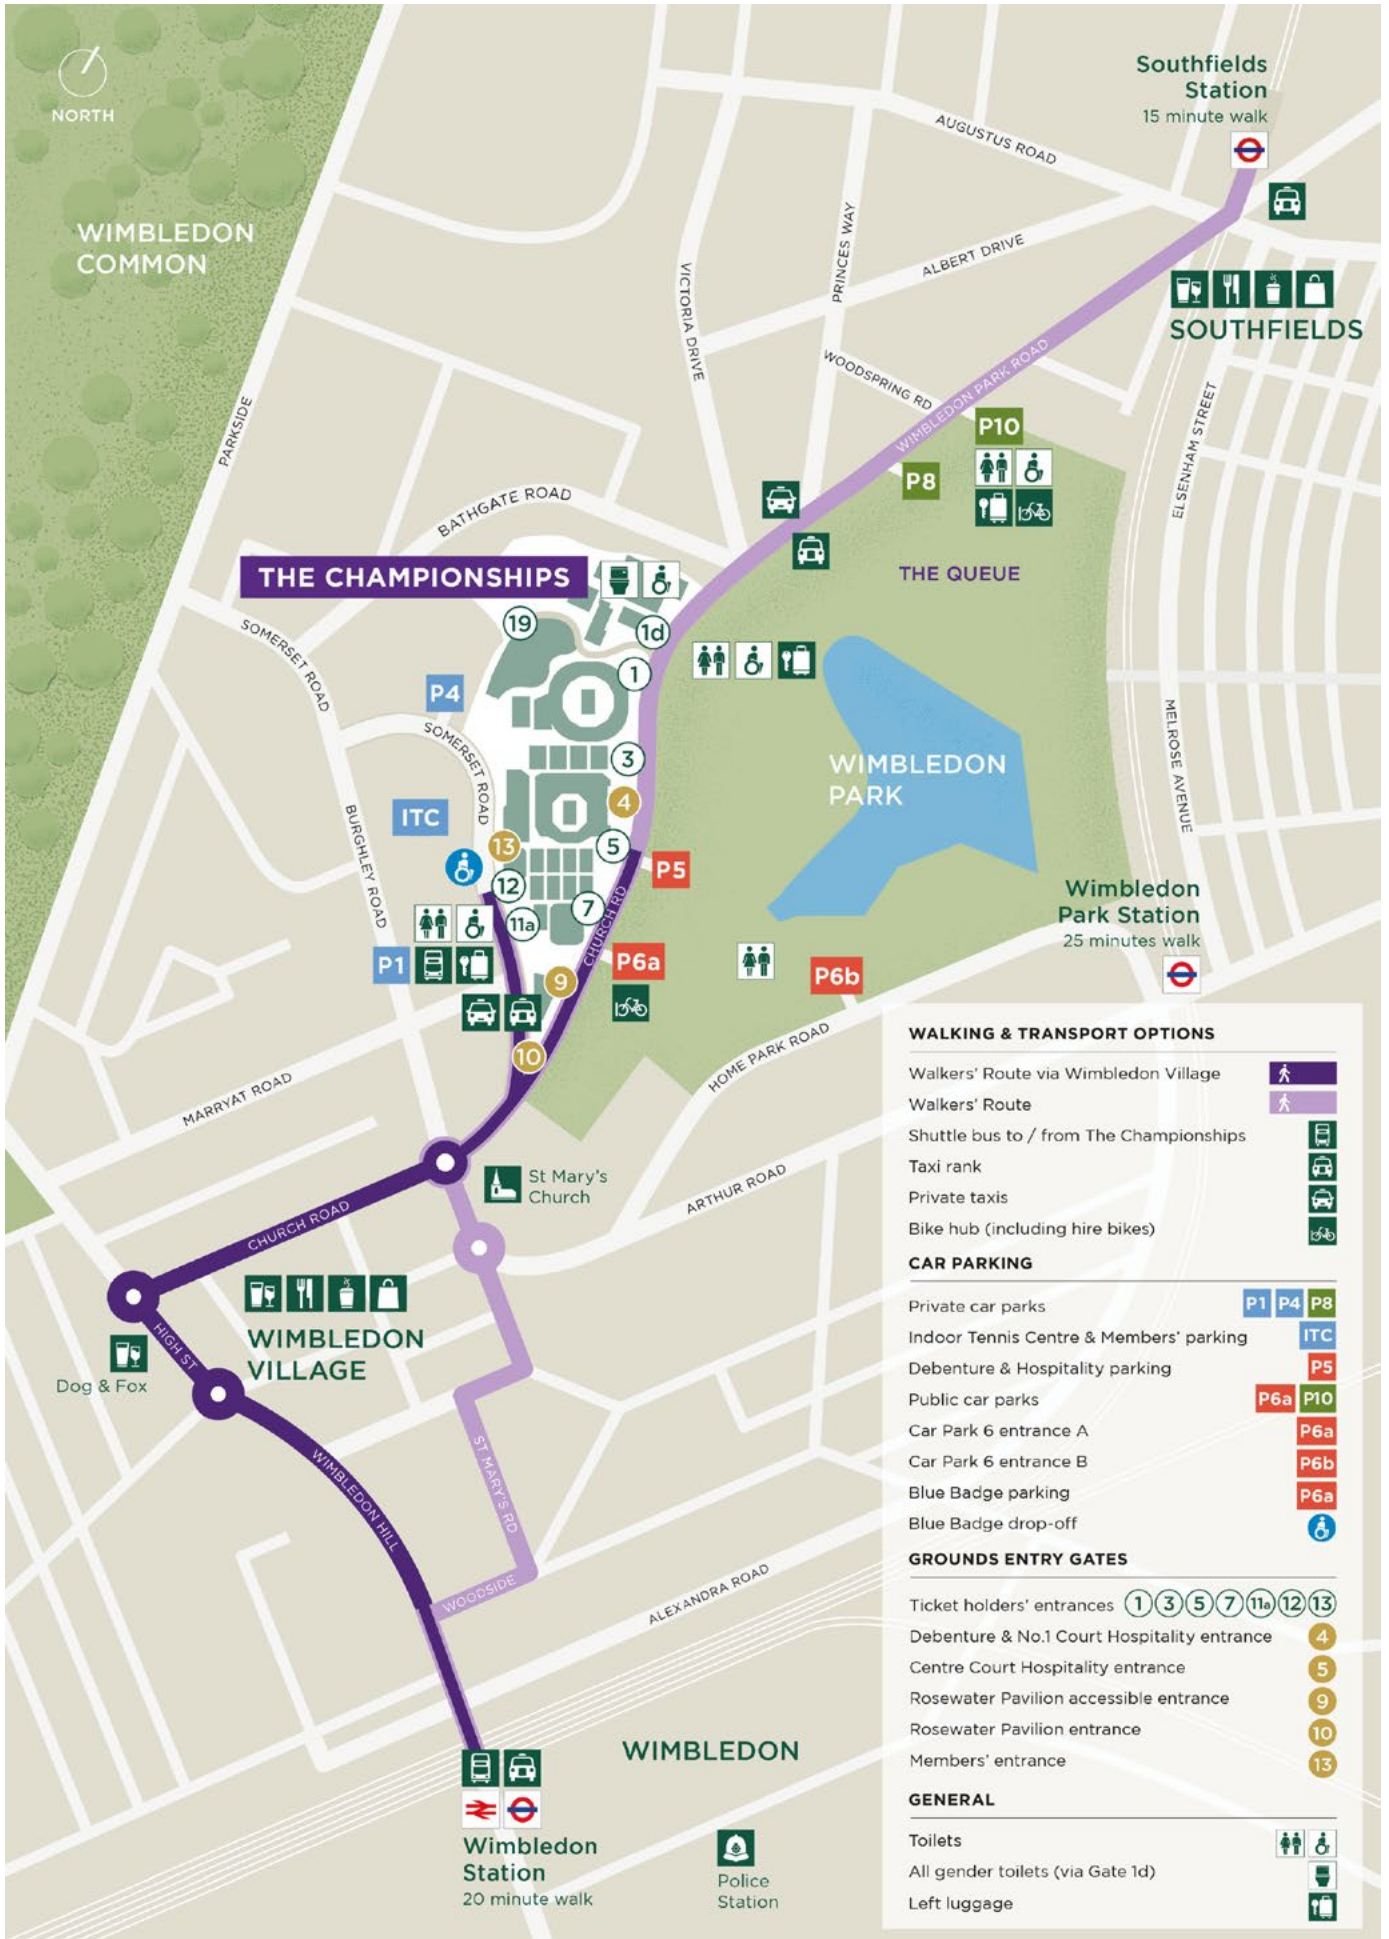 NORTH
Southfields
Station
15 minute walk
AUGUSTUS ROAD
WIMBLEDON
COMMON
PRINCES WAY
ALBERT DRIVE
VICTORIA DRIVE
SOUTHFIELDS
WOODSPRING RD
WIMBLEDON PARK ROAD
PARKSIDE
ELSENHAM STREET
P10
P8
BATHGATE ROAD
THE CHAMPIONSHIPS
THE QUEUE
19
1d
1
SOMERSET ROAD
P4
SOMERSET ROAD
3
MELROSE AVENUE
WIMBLEDON
PARK
4
ITC
BURGHLEY ROAD
13
5
P5
12
7
11a
CHURCH RD
Wimbledon
Park Station
25 minutes walk
P1
P6a
P6b
9
10
HOME PARK ROAD
MARRYAT ROAD
St Mary's
Church
ARTHUR ROAD
CHURCH ROAD
HIGH ST
WIMBLEDON
VILLAGE
Dog & Fox
WIMBLEDON HILL
ST MARY'S RD
WOODSIDE
ALEXANDRA ROAD
WIMBLEDON
Wimbledon
Station
20 minute walk
Police
Station
WALKING & TRANSPORT OPTIONS
Walkers' Route via Wimbledon Village
Walkers' Route
Shuttle bus to / from The Championships
Taxi rank
Private taxis
Bike hub (including hire bikes)
CAR PARKING
Private car parks P1 P4 P8
Indoor Tennis Centre & Members' parking ITC
Debenture & Hospitality parking P5
Public car parks P6a P10
Car Park 6 entrance A P6a
Car Park 6 entrance B P6b
Blue Badge parking P6a
Blue Badge drop-off
GROUNDS ENTRY GATES
Ticket holders' entrances 1 3 5 7 11a 12 13
Debenture & No.1 Court Hospitality entrance 4
Centre Court Hospitality entrance 5
Rosewater Pavilion accessible entrance 9
Rosewater Pavilion entrance 10
Members' entrance 13
GENERAL
Toilets
All gender toilets (via Gate 1d)
Left luggage